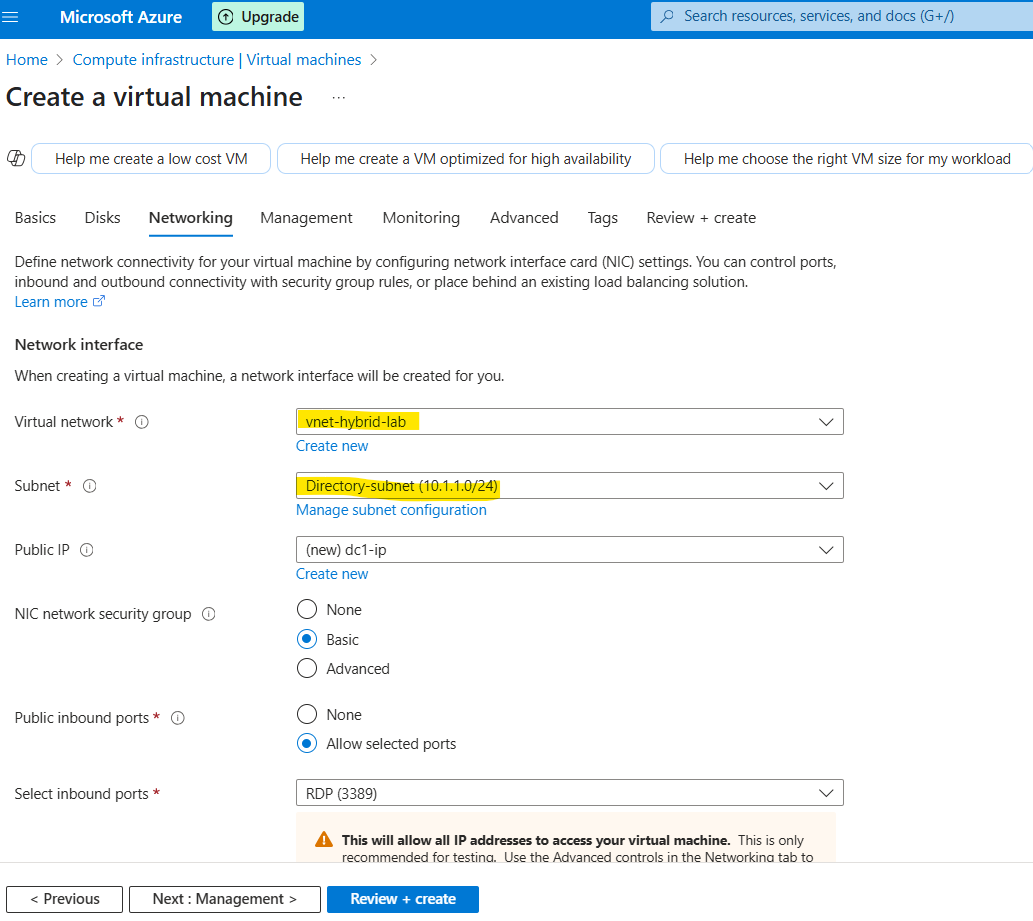 Microsoft Azure
Upgrade
Search resources, services, and docs (G+/)
Home > Compute infrastructure | Virtual machines >
Create a virtual machine ...
Help me create a low cost VM
Help me create a VM optimized for high availability
Help me choose the right VM size for my workload
Basics Disks Networking Management Monitoring Advanced Tags Review + create
Define network connectivity for your virtual machine by configuring network interface card (NIC) settings. You can control ports,
inbound and outbound connectivity with security group rules, or place behind an existing load balancing solution.
Learn more
Network interface
When creating a virtual machine, a network interface will be created for you.
Virtual network *
vnet-hybrid-lab
Create new
Subnet *
Directory-subnet (10.1.1.0/24)
Manage subnet configuration
Public IP
(new) dc1-ip
Create new
NIC network security group
None
Basic
Advanced
Public inbound ports *
None
Allow selected ports
Select inbound ports *
RDP (3389)
This will allow all IP addresses to access your virtual machine. This is only
recommended for testing. Use the Advanced controls in the Networking tab to
< Previous
Next : Management >
Review + create